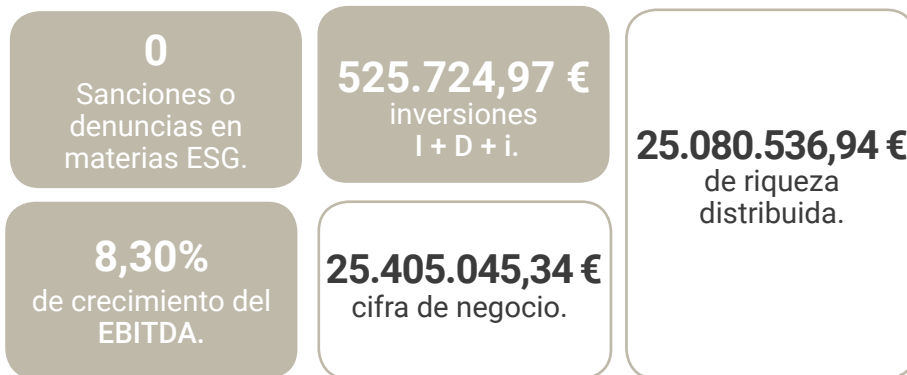 0
Sanciones o
denuncias en
materias ESG.
525.724,97 €
inversiones
I + D + i.
25.080.536,94 €
de riqueza
distribuida.
8,30%
de crecimiento del
EBITDA.
25.405.045,34 €
cifra de negocio.